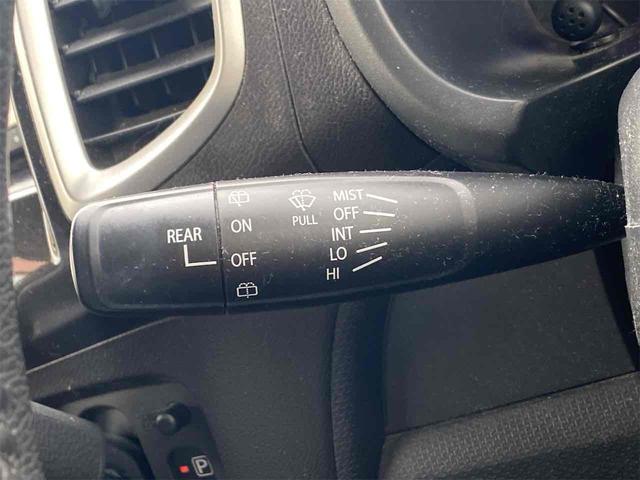 REAR
ON
OFF
PULL
MIST
OFF
INT
LO
HI
P